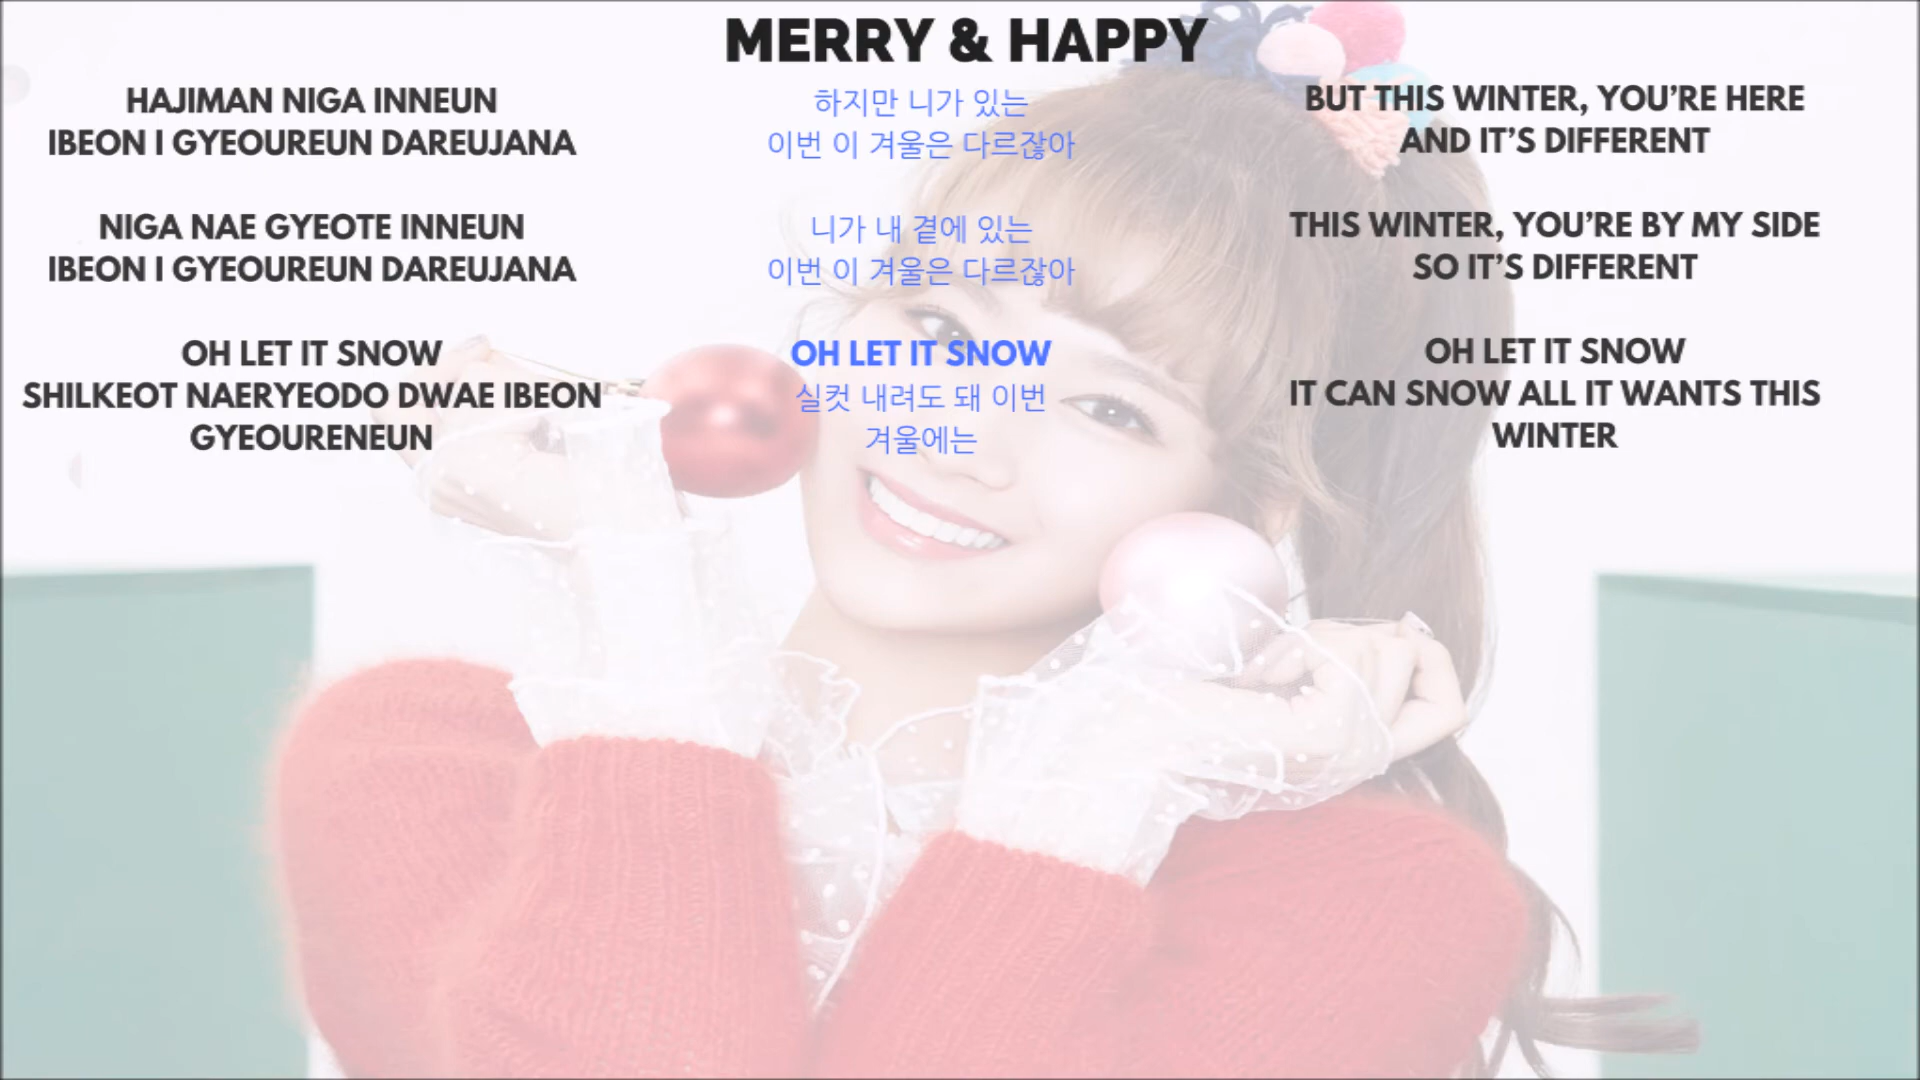 MERRY & HAPPY
HAJIMAN NIGA INNEUN
IBEON I GYEOUREUN DAREUJANA
NIGA NAE GYEOTE INNEUN
IBEON I GYEOUREUN DAREUJANA
OH LET IT SNOW
SHILKEOT NAERYEODO DWAE IBEON
GYEOURENEUN
하지만 니가 있는
이번 이 겨울은 다르잖아
니가 내 곁에 있는
이번 이 겨울은 다르잖아
OH LET IT SNOW
실컷 내려도 돼 이번
겨울에는
BUT THIS WINTER, YOU’RE HERE
AND IT’S DIFFERENT
THIS WINTER, YOU’RE BY MY SIDE
SO IT’S DIFFERENT
OH LET IT SNOW
IT CAN SNOW ALL IT WANTS THIS
WINTER